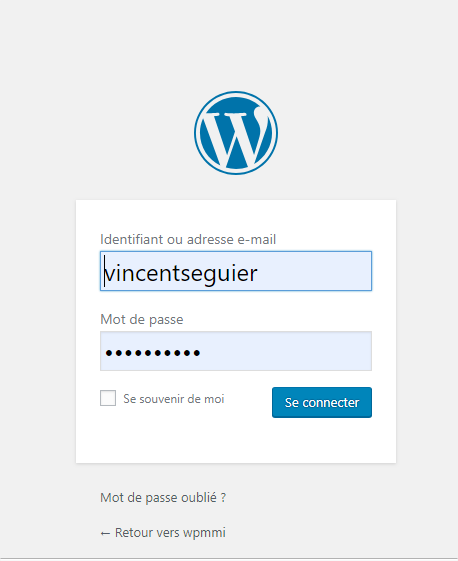 Identifiant ou adresse e-mail
vincentseguier
Mot de passe
••••••••••
Se souvenir de moi
Se connecter
Mot de passe oublié ?
← Retour vers wpmmi